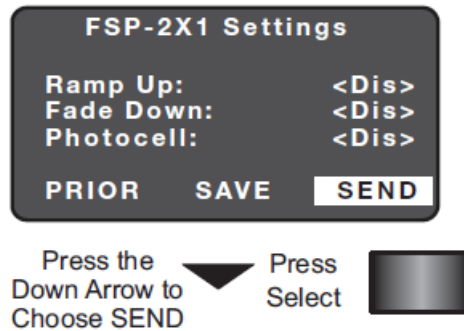 FSP-2X1 Settings
Ramp Up: <Dis>
Fade Down: <Dis>
Photocell: <Dis>
PRIOR SAVE SEND
Press the
Down Arrow to
Choose SEND
Press
Select